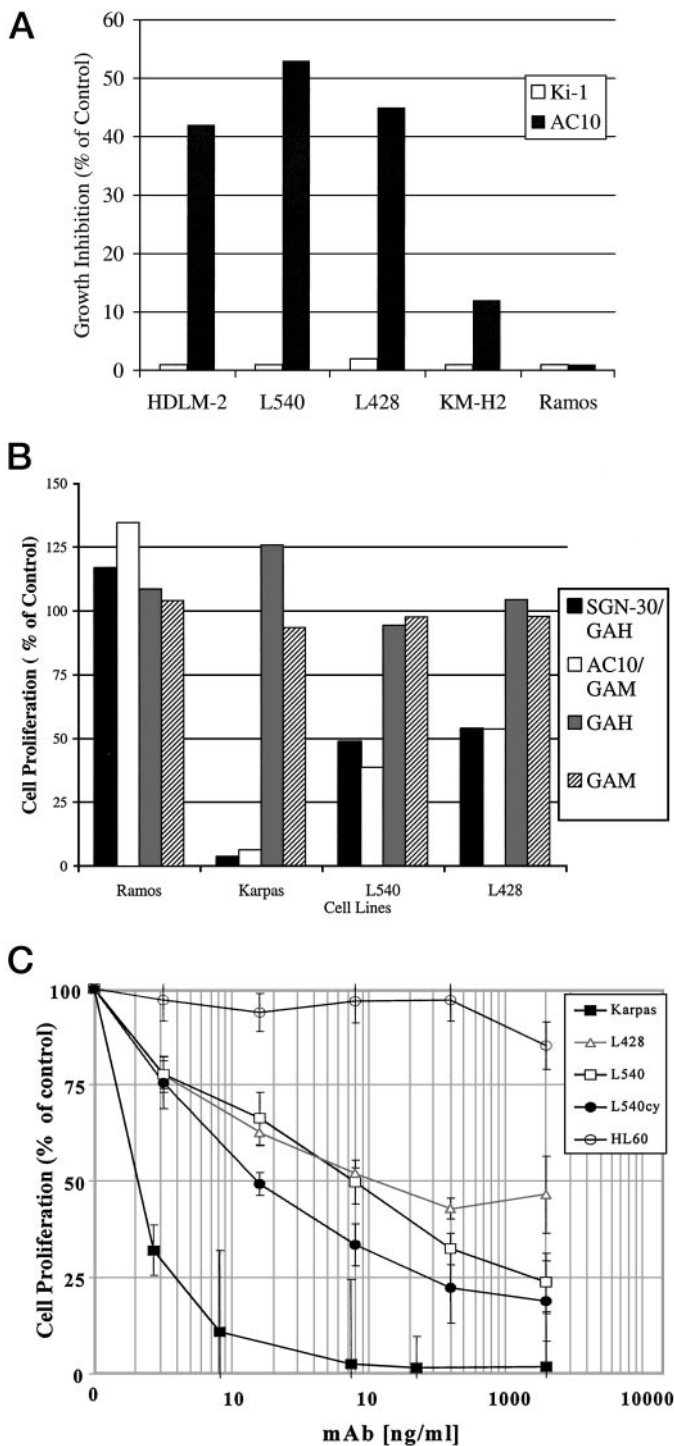 A
Growth Inhibition (% of Control)
60
50
40
30
20
10
0
Ki-1
AC10
HDLM-2 L540 L428 KM-H2 Ramos
B
Cell Proliferation ( % of Control)
150
125
100
75
50
25
0
SGN-30/
GAH
AC10/
GAM
GAH
GAM
Ramos Karpas L540 L428
Cell Lines
C
Cell Proliferation (% of control)
100
75
50
25
0
Karpas
L428
L540
L540cy
HL60
0 10 10 1000 10000
mAb [ng/ml]